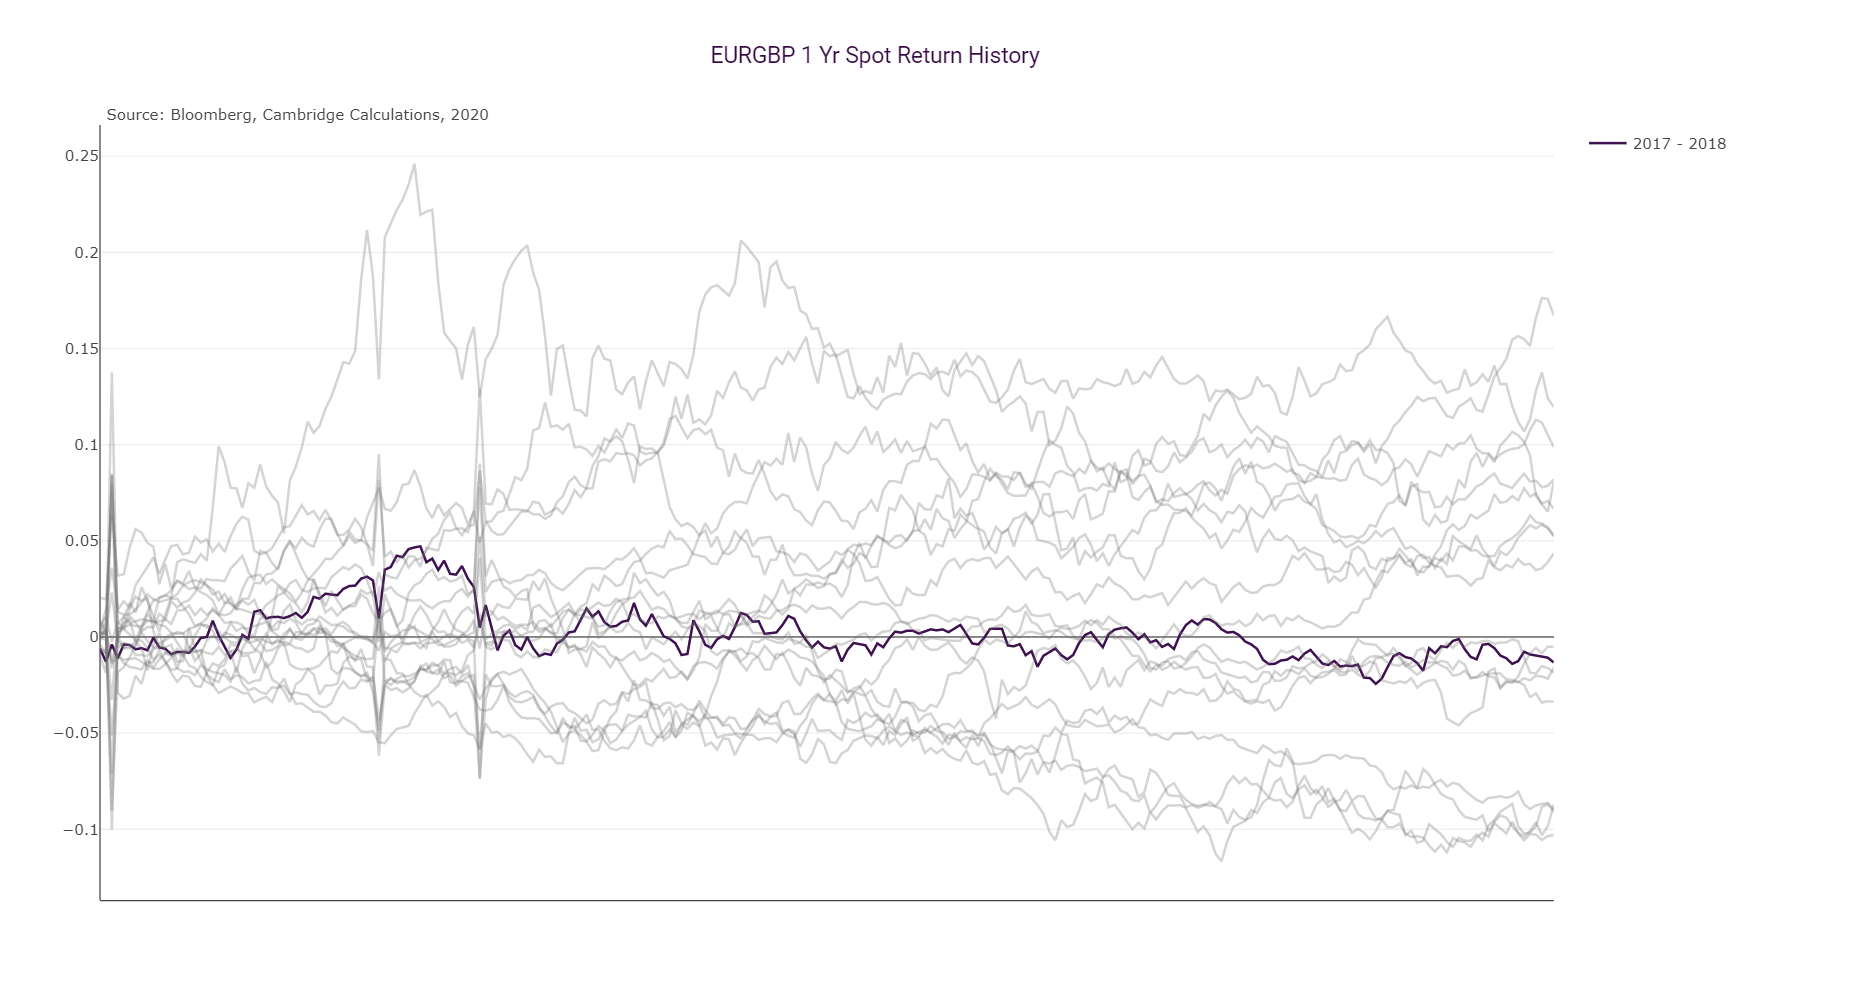 EURGBP 1 Yr Spot Return History
Source: Bloomberg, Cambridge Calculations, 2020
2017 - 2018
0.25
0.2
0.15
0.1
0.05
0
−0.05
−0.1